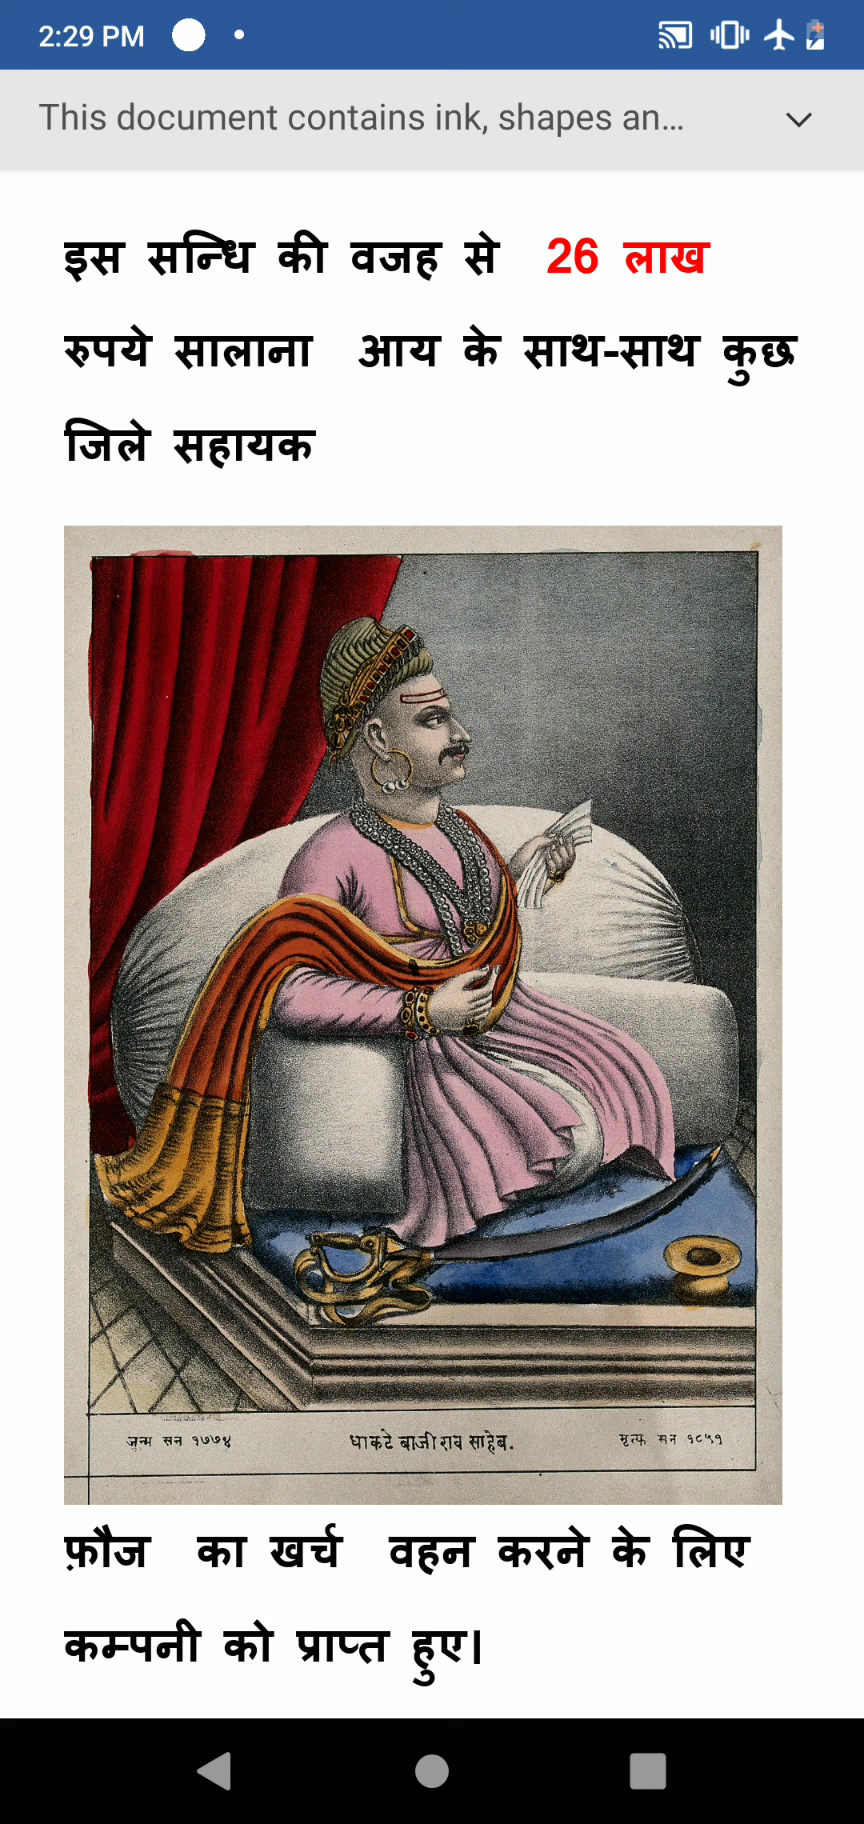 2:29 PM
This document contains ink, shapes an...
इस सन्धि की वजह से 26 लाख
रुपये सालाना आय के साथ-साथ कुछ
जिले सहायक
जन्म सन १७७४ धाकटे बाजीराव साहेब. मृत्यु सन १८५१
फ़ौज का खर्च वहन करने के लिए
कम्पनी को प्राप्त हुए।